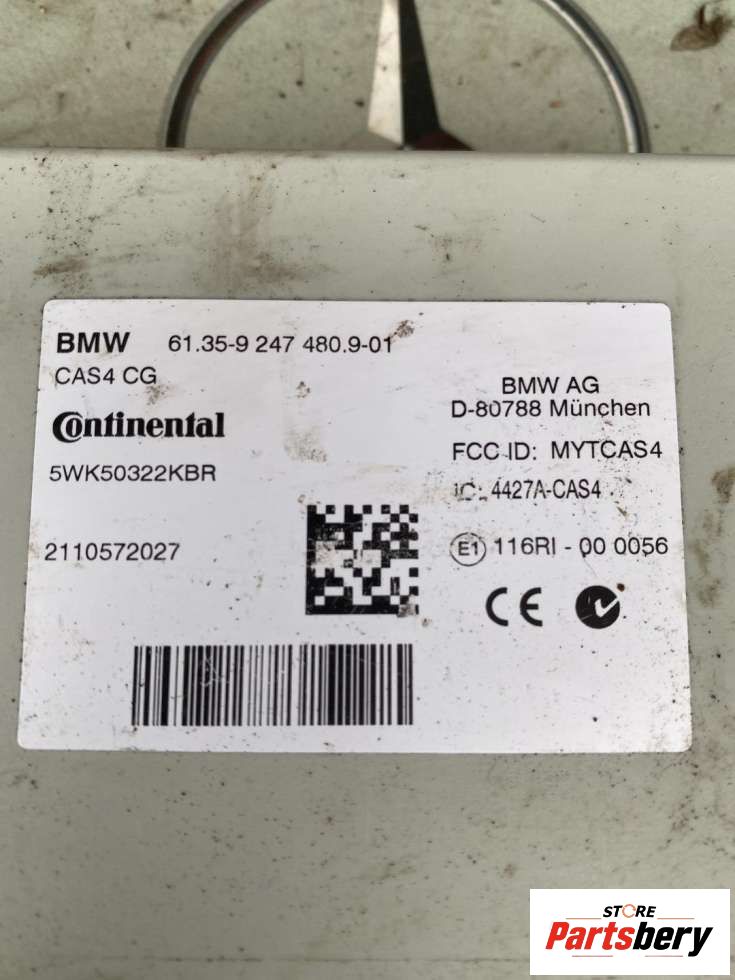 BMW 61.35-9 247 480.9-01
CAS4 CG
Continental
5WK50322KBR
2110572027
BMW AG
D-80788 München
FCC ID: MYTCAS4
IC: 4427A-CAS4
E1 116RI - 00 0056
CE
STORE
Partsbery